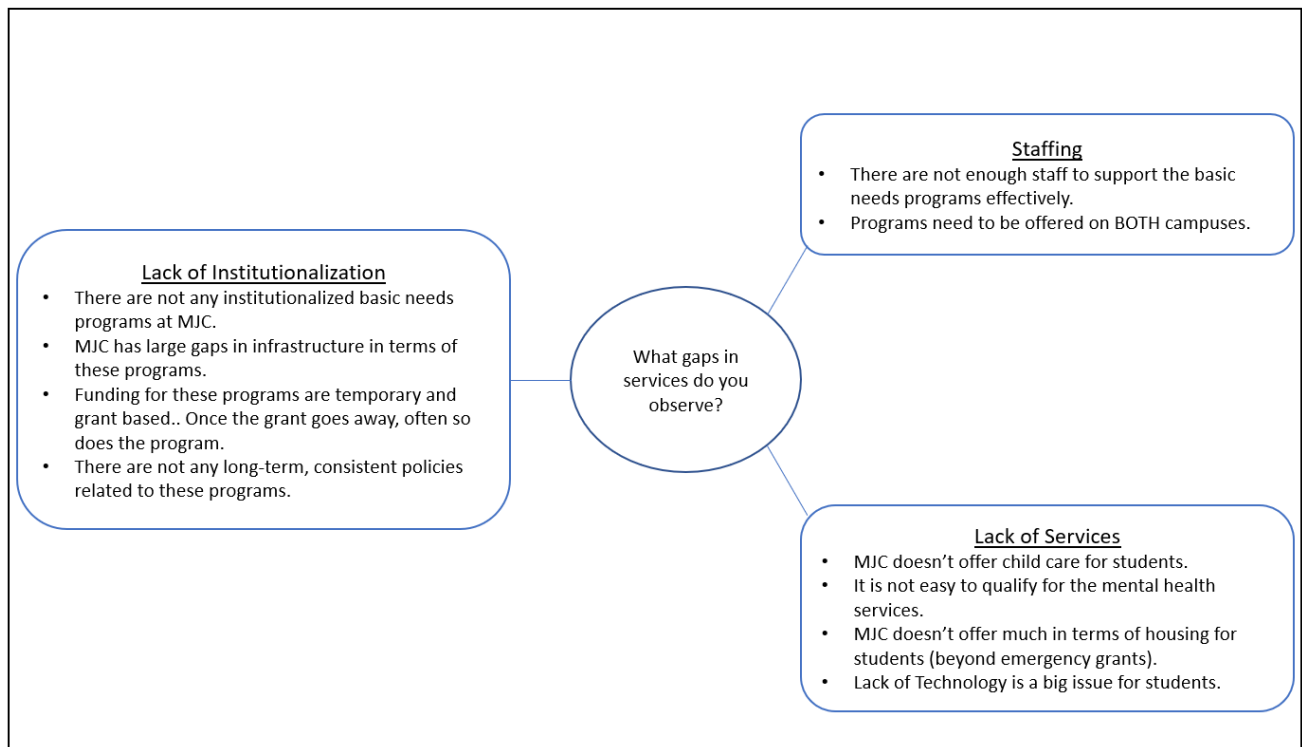 Lack of Institutionalization
• There are not any institutionalized basic needs
programs at MJC.
• MJC has large gaps in infrastructure in terms of
these programs.
• Funding for these programs are temporary and
grant based.. Once the grant goes away, often so
does the program.
• There are not any long-term, consistent policies
related to these programs.
What gaps in
services do you
observe?
Staffing
• There are not enough staff to support the basic
needs programs effectively.
• Programs need to be offered on BOTH campuses.
Lack of Services
• MJC doesn’t offer child care for students.
• It is not easy to qualify for the mental health
services.
• MJC doesn’t offer much in terms of housing for
students (beyond emergency grants).
• Lack of Technology is a big issue for students.